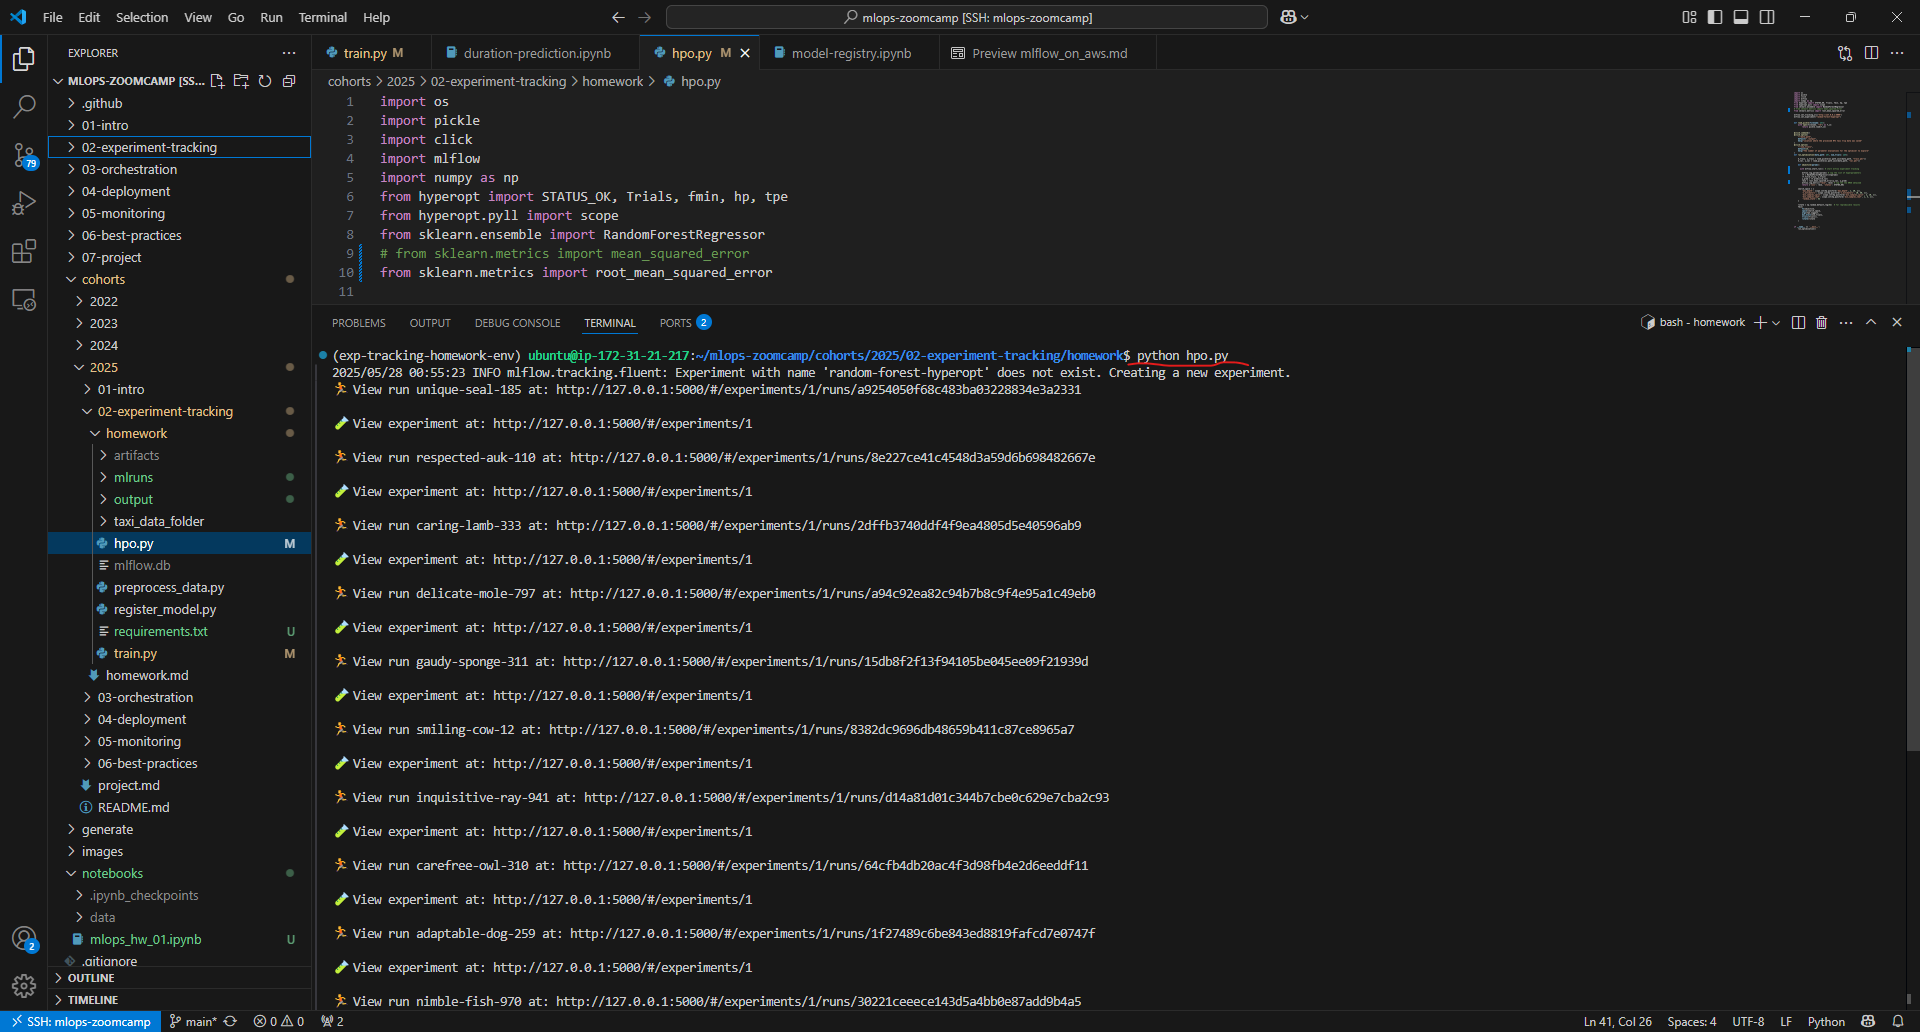 File Edit Selection View Go Run Terminal Help
mlops-zoomcamp [SSH: mlops-zoomcamp]
EXPLORER
train.py M
duration-prediction.ipynb
hpo.py M
model-registry.ipynb
Preview mlflow_on_aws.md
MLOPS-ZOOMCAMP [SS...
cohorts > 2025 > 02-experiment-tracking > homework > hpo.py
.github
01-intro
02-experiment-tracking
03-orchestration
04-deployment
05-monitoring
06-best-practices
07-project
cohorts
2022
2023
2024
2025
01-intro
02-experiment-tracking
homework
artifacts
mlruns
output
taxi_data_folder
hpo.py M
mlflow.db
preprocess_data.py
register_model.py
requirements.txt U
train.py M
homework.md
03-orchestration
04-deployment
05-monitoring
06-best-practices
project.md
README.md
generate
images
notebooks
.ipynb_checkpoints
data
mlops_hw_01.ipynb U
.gitignore
OUTLINE
TIMELINE
79
2
1 import os
2 import pickle
3 import click
4 import mlflow
5 import numpy as np
6 from hyperopt import STATUS_OK, Trials, fmin, hp, tpe
7 from hyperopt.pyll import scope
8 from sklearn.ensemble import RandomForestRegressor
9 # from sklearn.metrics import mean_squared_error
10 from sklearn.metrics import root_mean_squared_error
11
PROBLEMS OUTPUT DEBUG CONSOLE TERMINAL PORTS 2
bash - homework
(exp-tracking-homework-env) ubuntu@ip-172-31-21-217:~/mlops-zoomcamp/cohorts/2025/02-experiment-tracking/homework$ python hpo.py
2025/05/28 00:55:23 INFO mlflow.tracking.fluent: Experiment with name 'random-forest-hyperopt' does not exist. Creating a new experiment.
🏃 View run unique-seal-185 at: http://127.0.0.1:5000/#/experiments/1/runs/a9254050f68c483ba03228834e3a2331
🧪 View experiment at: http://127.0.0.1:5000/#/experiments/1
🏃 View run respected-auk-110 at: http://127.0.0.1:5000/#/experiments/1/runs/8e227ce41c4548d3a59d6b698482667e
🧪 View experiment at: http://127.0.0.1:5000/#/experiments/1
🏃 View run caring-lamb-333 at: http://127.0.0.1:5000/#/experiments/1/runs/2dffb3740ddf4f9ea4805d5e40596ab9
🧪 View experiment at: http://127.0.0.1:5000/#/experiments/1
🏃 View run delicate-mole-797 at: http://127.0.0.1:5000/#/experiments/1/runs/a94c92ea82c94b7b8c9f4e95a1c49eb0
🧪 View experiment at: http://127.0.0.1:5000/#/experiments/1
🏃 View run gaudy-sponge-311 at: http://127.0.0.1:5000/#/experiments/1/runs/15db8f2f13f94105be045ee09f21939d
🧪 View experiment at: http://127.0.0.1:5000/#/experiments/1
🏃 View run smiling-cow-12 at: http://127.0.0.1:5000/#/experiments/1/runs/8382dc9696db48659b411c87ce8965a7
🧪 View experiment at: http://127.0.0.1:5000/#/experiments/1
🏃 View run inquisitive-ray-941 at: http://127.0.0.1:5000/#/experiments/1/runs/d14a81d01c344b7cbe0c629e7cba2c93
🧪 View experiment at: http://127.0.0.1:5000/#/experiments/1
🏃 View run carefree-owl-310 at: http://127.0.0.1:5000/#/experiments/1/runs/64cfb4db20ac4f3d98fb4e2d6eeddf11
🧪 View experiment at: http://127.0.0.1:5000/#/experiments/1
🏃 View run adaptable-dog-259 at: http://127.0.0.1:5000/#/experiments/1/runs/1f27489c6be843ed8819fafcd7e0747f
🧪 View experiment at: http://127.0.0.1:5000/#/experiments/1
🏃 View run nimble-fish-970 at: http://127.0.0.1:5000/#/experiments/1/runs/30221ceeece143d5a4bb0e87add9b4a5
SSH: mlops-zoomcamp main* 0 0 2
Ln 41, Col 26 Spaces: 4 UTF-8 LF Python